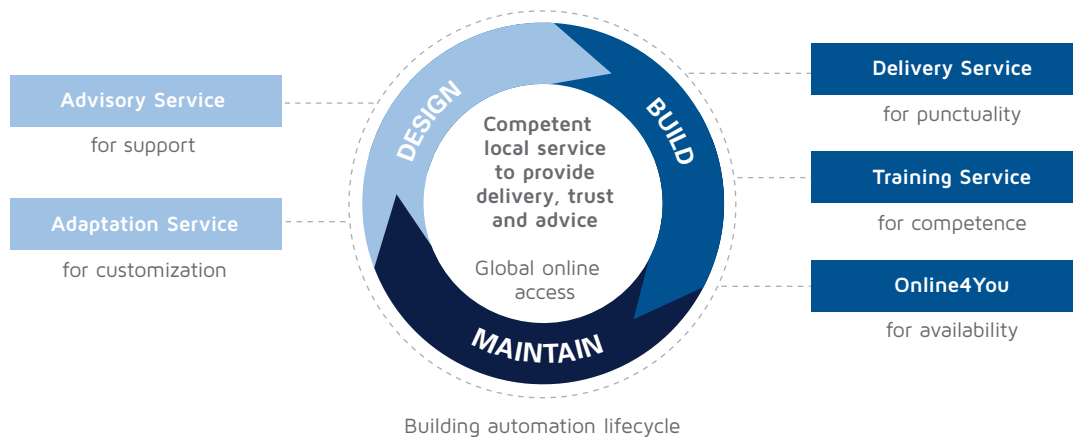 Advisory Service
for support
Adaptation Service
for customization
DESIGN
BUILD
MAINTAIN
Competent
local service
to provide
delivery, trust
and advice
Global online
access
Delivery Service
for punctuality
Training Service
for competence
Online4You
for availability
Building automation lifecycle